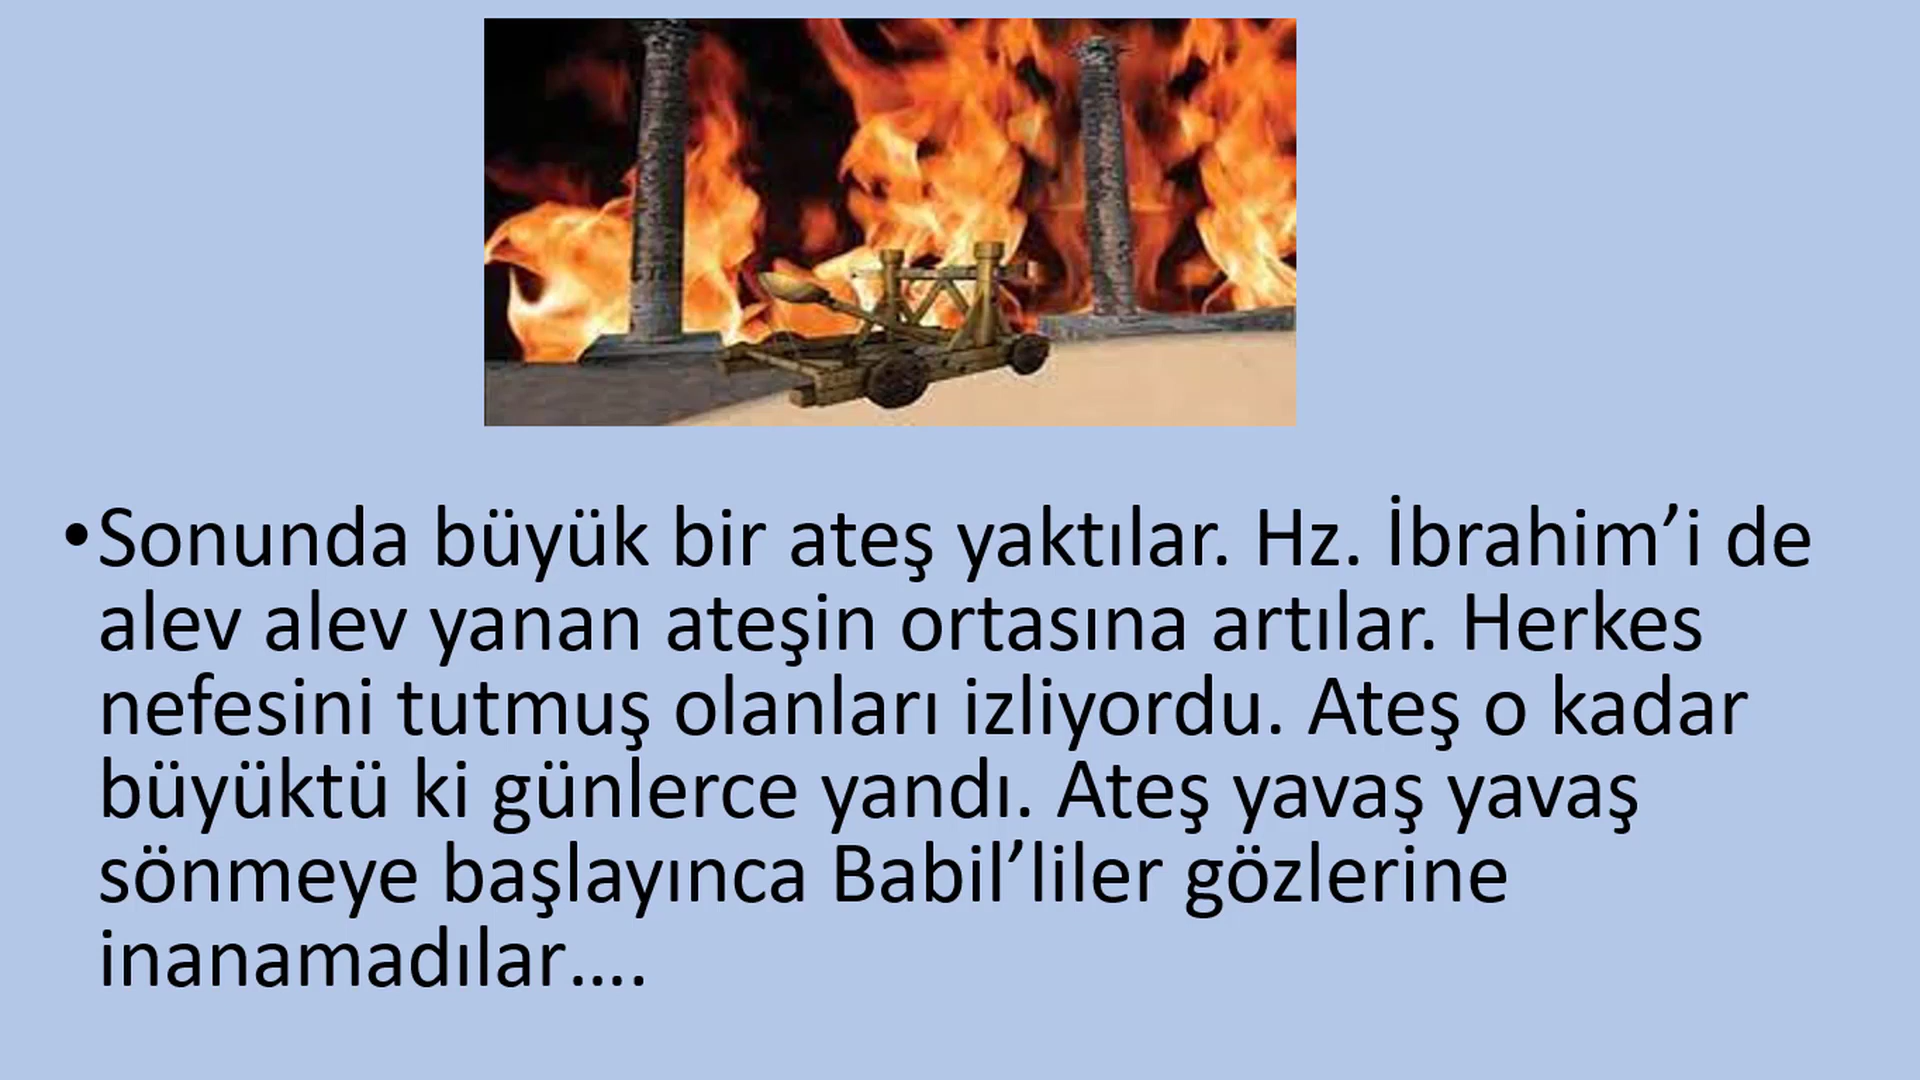 •Sonunda büyük bir ateş yaktılar. Hz. İbrahim’i de
alev alev yanan ateşin ortasına artılar. Herkes
nefesini tutmuş olanları izliyordu. Ateş o kadar
büyüktü ki günlerce yandı. Ateş yavaş yavaş
sönmeye başlayınca Babil’liler gözlerine
inanamadılar....